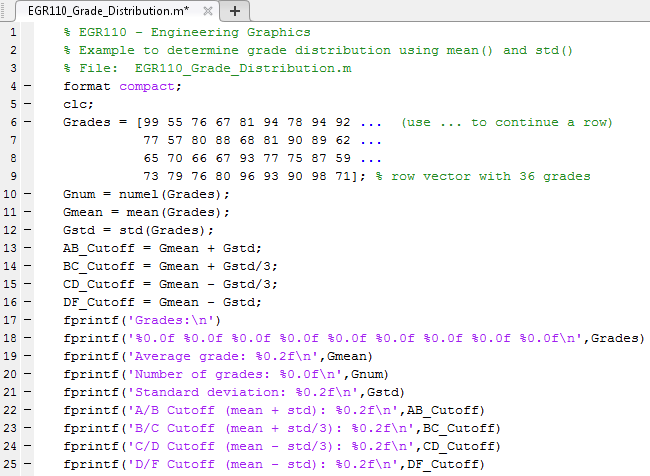 EGR110_Grade_Distribution.m* × +
1 % EGR110 - Engineering Graphics
2 % Example to determine grade distribution using mean() and std()
3 % File:  EGR110_Grade_Distribution.m
4 - format compact;
5 - clc;
6 - Grades = [99 55 76 67 81 94 78 94 92 ...  (use ... to continue a row)
7 77 57 80 88 68 81 90 89 62 ...
8 65 70 66 67 93 77 75 87 59 ...
9 73 79 76 80 96 93 90 98 71]; % row vector with 36 grades
10 - Gnum = numel(Grades);
11 - Gmean = mean(Grades);
12 - Gstd = std(Grades);
13 - AB_Cutoff = Gmean + Gstd;
14 - BC_Cutoff = Gmean + Gstd/3;
15 - CD_Cutoff = Gmean - Gstd/3;
16 - DF_Cutoff = Gmean - Gstd;
17 - fprintf('Grades:\n')
18 - fprintf('%0.0f %0.0f %0.0f %0.0f %0.0f %0.0f %0.0f %0.0f %0.0f\n',Grades)
19 - fprintf('Average grade: %0.2f\n',Gmean)
20 - fprintf('Number of grades: %0.0f\n',Gnum)
21 - fprintf('Standard deviation: %0.2f\n',Gstd)
22 - fprintf('A/B Cutoff (mean + std): %0.2f\n',AB_Cutoff)
23 - fprintf('B/C Cutoff (mean + std/3): %0.2f\n',BC_Cutoff)
24 - fprintf('C/D Cutoff (mean - std/3): %0.2f\n',CD_Cutoff)
25 - fprintf('D/F Cutoff (mean - std): %0.2f\n',DF_Cutoff)